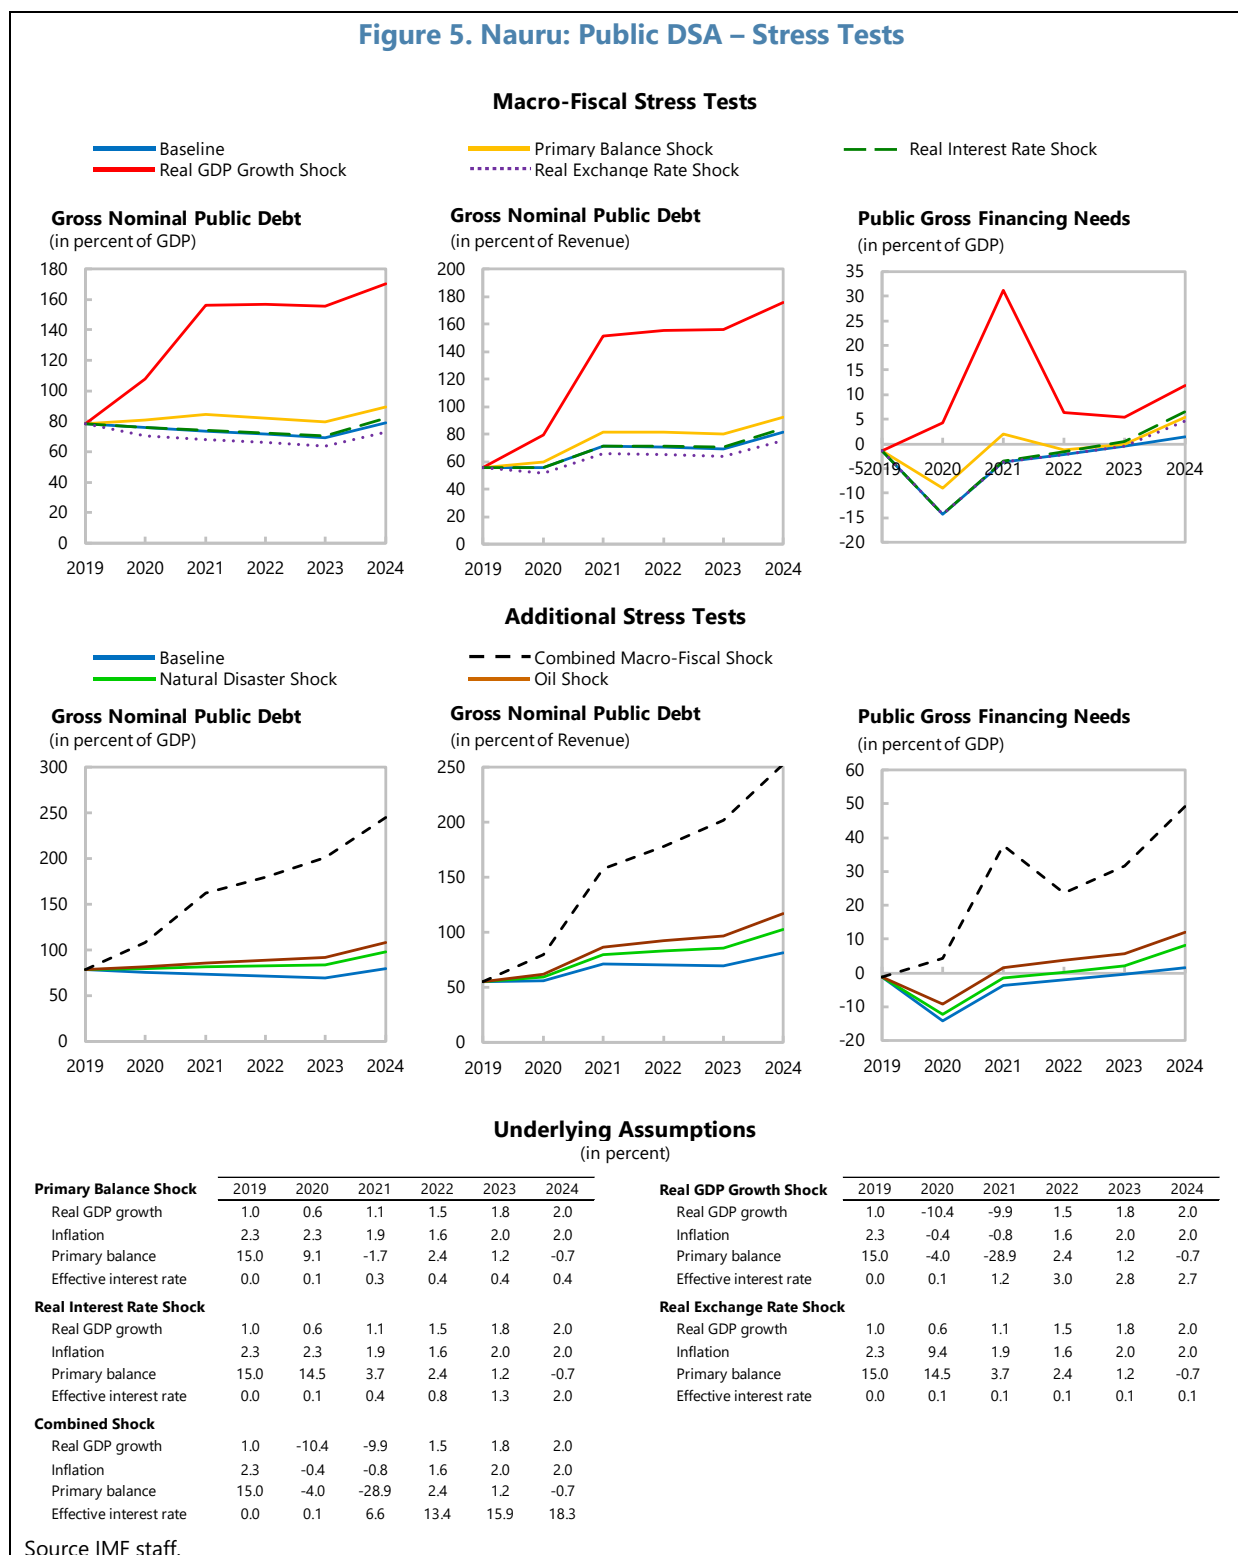 Figure 5. Nauru: Public DSA – Stress Tests
Macro-Fiscal Stress Tests
Baseline Primary Balance Shock Real Interest Rate Shock
Real GDP Growth Shock Real Exchange Rate Shock
Gross Nominal Public Debt
(in percent of GDP)
180
160
140
120
100
80
60
40
20
0
2019 2020 2021 2022 2023 2024
Gross Nominal Public Debt
(in percent of Revenue)
200
180
160
140
120
100
80
60
40
20
0
2019 2020 2021 2022 2023 2024
Public Gross Financing Needs
(in percent of GDP)
35
30
25
20
15
10
5
0
-5
-10
-15
-20
2019 2020 2021 2022 2023 2024
Additional Stress Tests
Baseline Combined Macro-Fiscal Shock
Natural Disaster Shock Oil Shock
Gross Nominal Public Debt
(in percent of GDP)
300
250
200
150
100
50
0
2019 2020 2021 2022 2023 2024
Gross Nominal Public Debt
(in percent of Revenue)
250
200
150
100
50
0
2019 2020 2021 2022 2023 2024
Public Gross Financing Needs
(in percent of GDP)
60
50
40
30
20
10
0
-10
-20
2019 2020 2021 2022 2023 2024
Underlying Assumptions
(in percent)
Primary Balance Shock 2019 2020 2021 2022 2023 2024
Real GDP growth 1.0 0.6 1.1 1.5 1.8 2.0
Inflation 2.3 2.3 1.9 1.6 2.0 2.0
Primary balance 15.0 9.1 -1.7 2.4 1.2 -0.7
Effective interest rate 0.0 0.1 0.3 0.4 0.4 0.4
Real Interest Rate Shock
Real GDP growth 1.0 0.6 1.1 1.5 1.8 2.0
Inflation 2.3 2.3 1.9 1.6 2.0 2.0
Primary balance 15.0 14.5 3.7 2.4 1.2 -0.7
Effective interest rate 0.0 0.1 0.4 0.8 1.3 2.0
Combined Shock
Real GDP growth 1.0 -10.4 -9.9 1.5 1.8 2.0
Inflation 2.3 -0.4 -0.8 1.6 2.0 2.0
Primary balance 15.0 -4.0 -28.9 2.4 1.2 -0.7
Effective interest rate 0.0 0.1 6.6 13.4 15.9 18.3
Real GDP Growth Shock 2019 2020 2021 2022 2023 2024
Real GDP growth 1.0 -10.4 -9.9 1.5 1.8 2.0
Inflation 2.3 -0.4 -0.8 1.6 2.0 2.0
Primary balance 15.0 -4.0 -28.9 2.4 1.2 -0.7
Effective interest rate 0.0 0.1 1.2 3.0 2.8 2.7
Real Exchange Rate Shock
Real GDP growth 1.0 0.6 1.1 1.5 1.8 2.0
Inflation 2.3 9.4 1.9 1.6 2.0 2.0
Primary balance 15.0 14.5 3.7 2.4 1.2 -0.7
Effective interest rate 0.0 0.1 0.1 0.1 0.1 0.1
Source IMF staff.